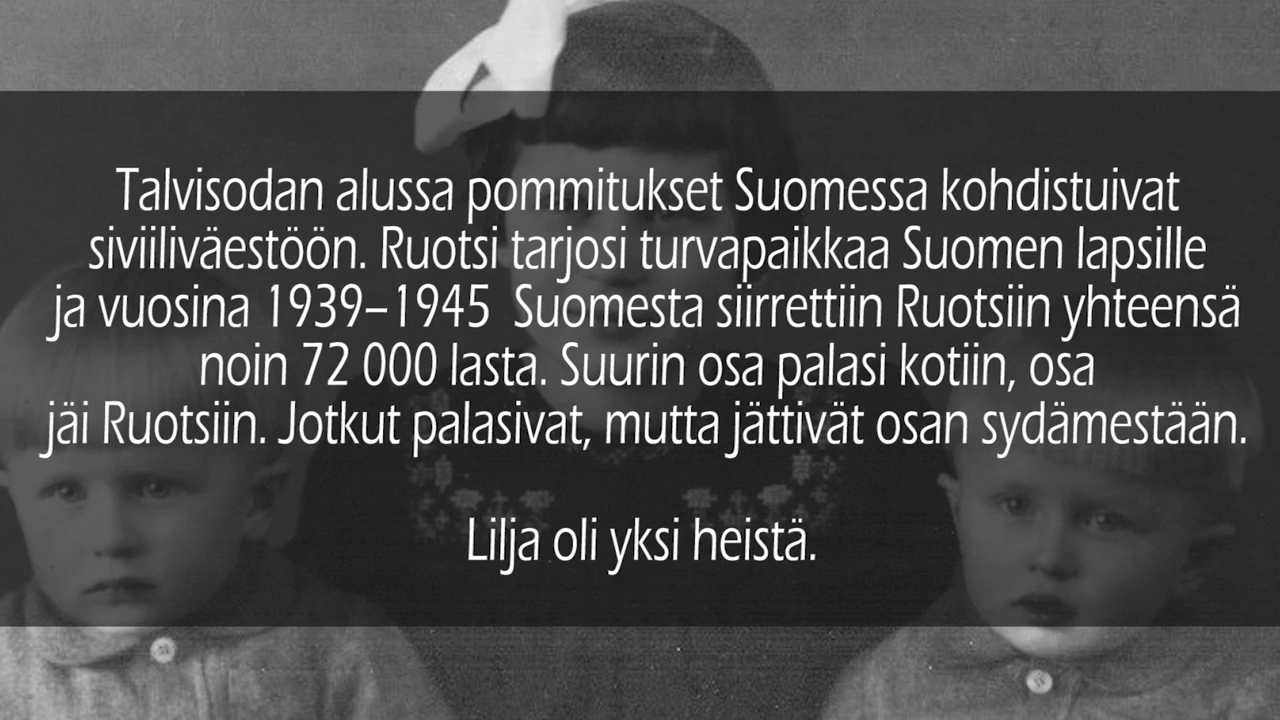 Talvisodan alussa pommitukset Suomessa kohdistuivat
siviiliväestöön. Ruotsi tarjosi turvapaikkaa Suomen lapsille
ja vuosina 1939–1945 Suomesta siirrettiin Ruotsiin yhteensä
noin 72 000 lasta. Suurin osa palasi kotiin, osa
jäi Ruotsiin. Jotkut palasivat, mutta jättivät osan sydämestään.
Lilja oli yksi heistä.